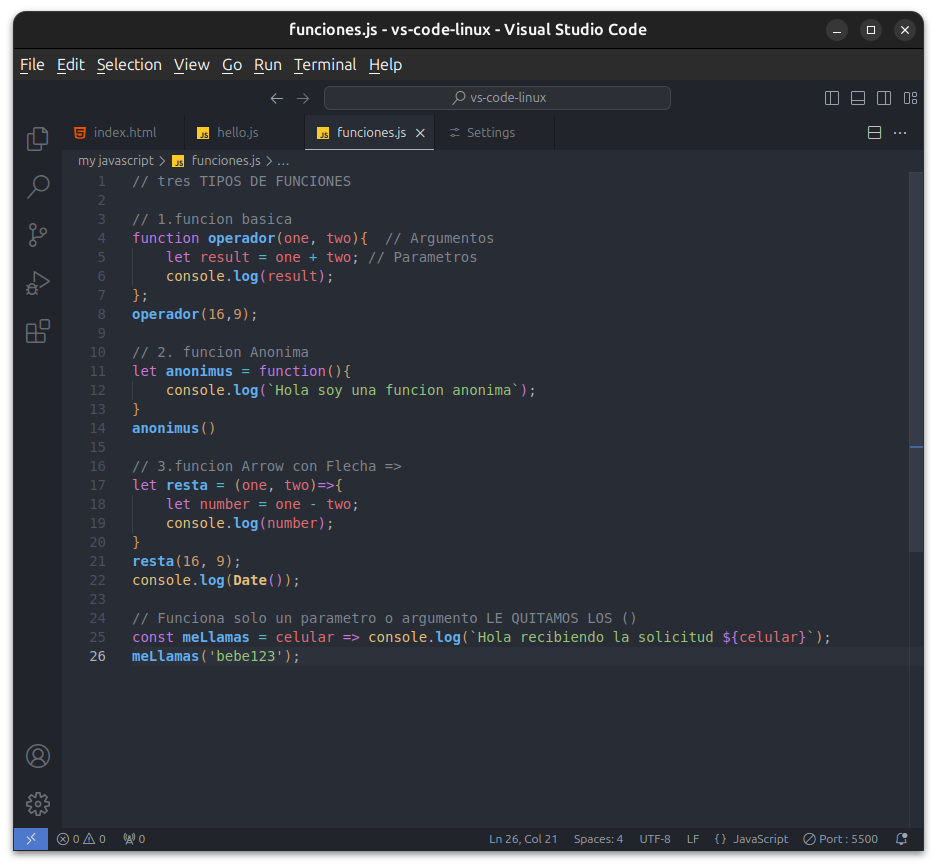 funciones.js - vs-code-linux - Visual Studio Code
File Edit Selection View Go Run Terminal Help
vs-code-linux
index.html JS hello.js JS funciones.js Settings
my javascript > JS funciones.js > ...
1 // tres TIPOS DE FUNCIONES
2
3 // 1.funcion basica
4 function operador(one, two){  // Argumentos
5     let result = one + two; // Parametros
6     console.log(result);
7 };
8 operador(16,9);
9
10 // 2. funcion Anonima
11 let anonimus = function(){
12     console.log(`Hola soy una funcion anonima`);
13 }
14 anonimus()
15
16 // 3.funcion Arrow con Flecha =>
17 let resta = (one, two)=>{
18     let number = one - two;
19     console.log(number);
20 }
21 resta(16, 9);
22 console.log(Date());
23
24 // Funciona solo un parametro o argumento LE QUITAMOS LOS ()
25 const meLlamas = celular => console.log(`Hola recibiendo la solicitud ${celular}`);
26 meLlamas('bebe123');
0 0 0 Ln 26, Col 21 Spaces: 4 UTF-8 LF {} JavaScript Port : 5500